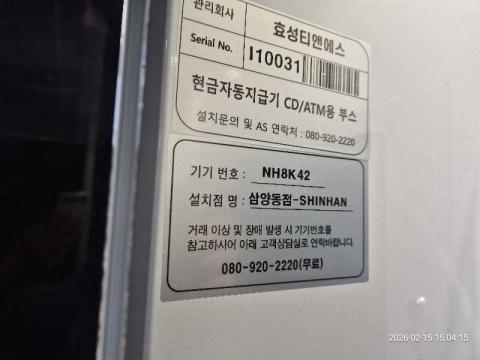 관리회사 효성티앤에스
Serial No. I10031
현금자동지급기 CD/ATM용 부스
설치문의 및 AS 연락처 : 080-920-2220
기기 번호 : NH8K42
설치점 명 : 삼양동점-SHINHAN
거래 이상 및 장애 발생 시 기기번호를
참고하시어 아래 고객상담실로 연락바랍니다.
080-920-2220(무료)
2026-02-15 15:04:15